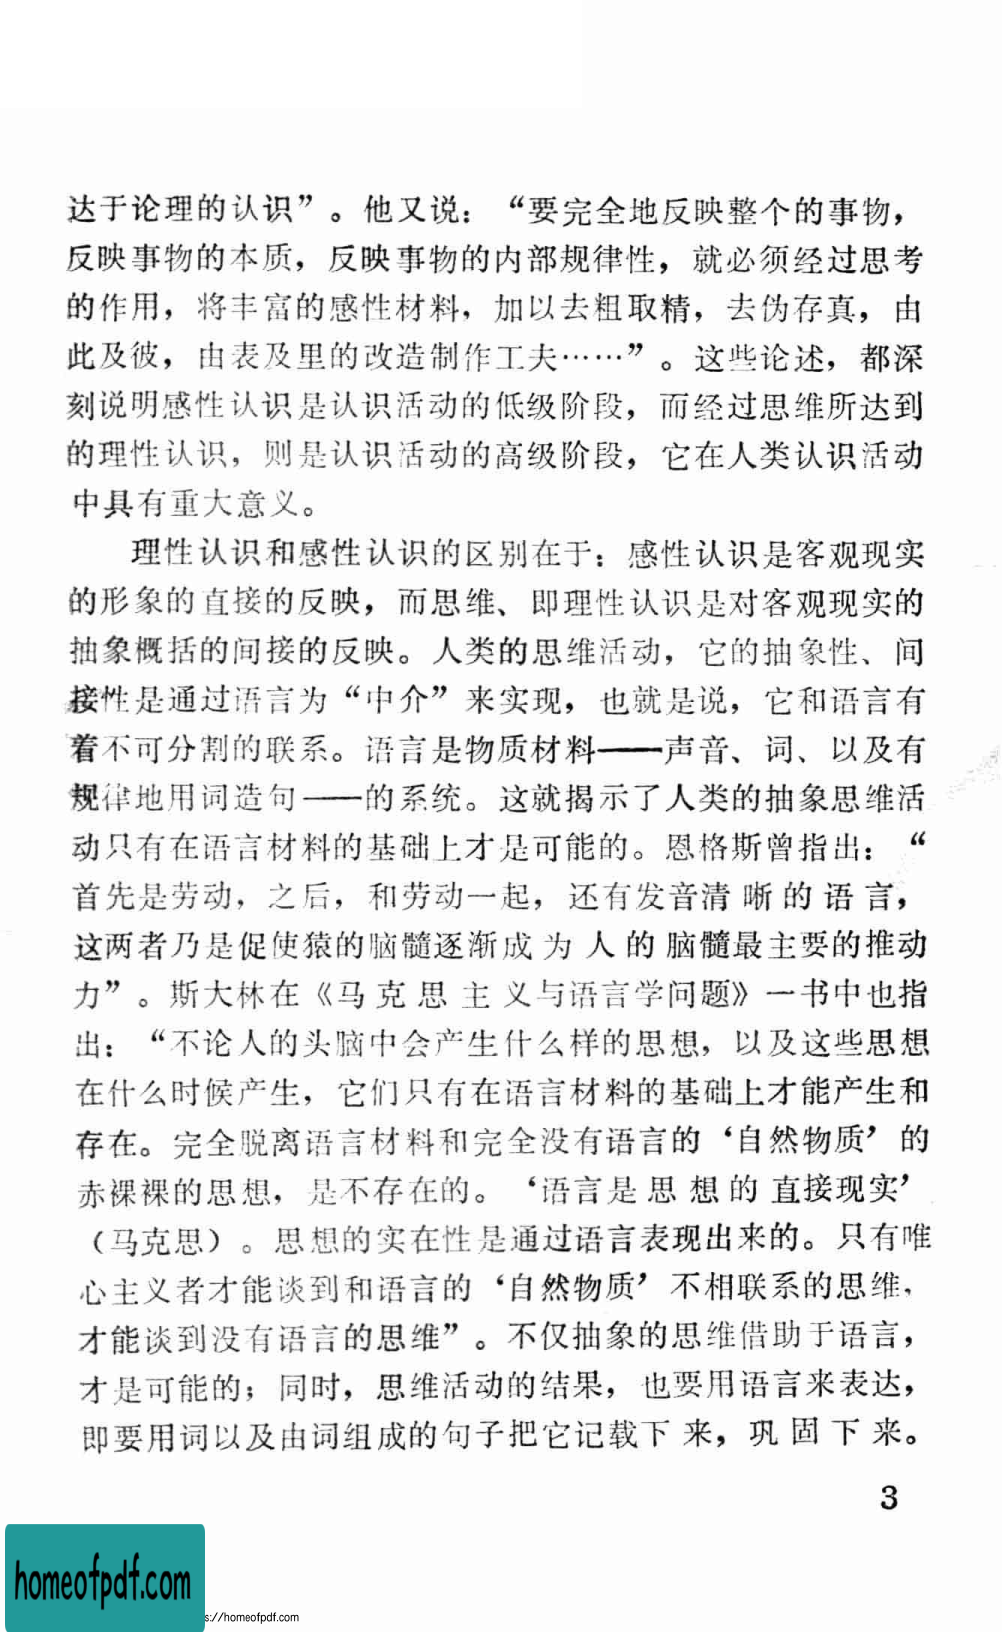 达于论理的认识”。他又说：“要完全地反映整个的事物，
反映事物的本质，反映事物的内部规律性，就必须经过思考
的作用，将丰富的感性材料，加以去粗取精，去伪存真，由
此及彼，由表及里的改造制作工夫……”。这些论述，都深
刻说明感性认识是认识活动的低级阶段，而经过思维所达到
的理性认识，则是认识活动的高级阶段，它在人类认识活动
中具有重大意义。
理性认识和感性认识的区别在于：感性认识是客观现实
的形象的直接的反映，而思维、即理性认识是对客观现实的
抽象概括的间接的反映。人类的思维活动，它的抽象性、间
接性是通过语言为“中介”来实现，也就是说，它和语言有
着不可分割的联系。语言是物质材料——声音、词、以及有
规律地用词造句——的系统。这就揭示了人类的抽象思维活
动只有在语言材料的基础上才是可能的。恩格斯曾指出：“
首先是劳动，之后，和劳动一起，还有发音清晰的语言，
这两者乃是促使猿的脑髓逐渐成为人的脑髓最主要的推动
力”。斯大林在《马克思主义与语言学问题》一书中也指
出：“不论人的头脑中会产生什么样的思想，以及这些思想
在什么时候产生，它们只有在语言材料的基础上才能产生和
存在。完全脱离语言材料和完全没有语言的‘自然物质’的
赤裸裸的思想，是不存在的。‘语言是思想的直接现实’
（马克思）。思想的实在性是通过语言表现出来的。只有唯
心主义者才能谈到和语言的‘自然物质’不相联系的思维，
才能谈到没有语言的思维”。不仅抽象的思维借助于语言，
才是可能的；同时，思维活动的结果，也要用语言来表达，
即要用词以及由词组成的句子把它记载下来，巩固下来。
3
homeofpdf.com
s://homeofpdf.com